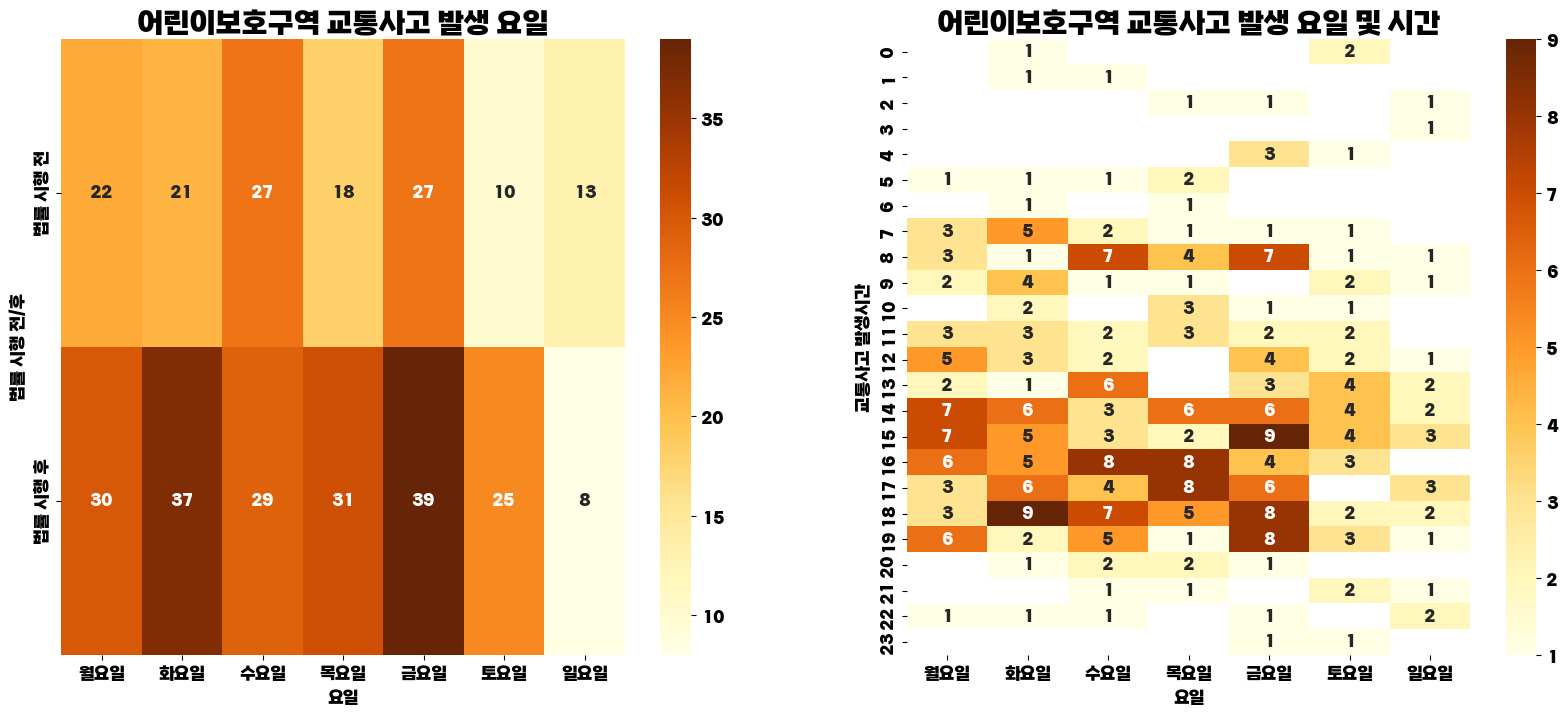 어린이보호구역 교통사고 발생 요일
법률 시행 전/후
법률 시행 전
22 21 27 18 27 10 13
법률 시행 후
30 37 29 31 39 25 8
월요일 화요일 수요일 목요일 금요일 토요일 일요일
요일
35
30
25
20
15
10
어린이보호구역 교통사고 발생 요일 및 시간
교통사고 발생시간
0 1 2
1 1 1
2 1 1 1
3 1
4 3 1
5 1 1 1 2
6 1 1
7 3 5 2 1 1 1
8 3 1 7 4 7 1 1
9 2 4 1 1 2 1
10 2 3 1 1
11 3 3 2 3 2 2
12 5 3 2 4 2 1
13 2 1 6 3 4 2
14 7 6 3 6 6 4 2
15 7 5 3 2 9 4 3
16 6 5 8 8 4 3
17 3 6 4 8 6 3
18 3 9 7 5 8 2 2
19 6 2 5 1 8 3 1
20 1 2 2 1
21 1 1 2 1
22 1 1 1 1 2
23 1 1
월요일 화요일 수요일 목요일 금요일 토요일 일요일
요일
9
8
7
6
5
4
3
2
1